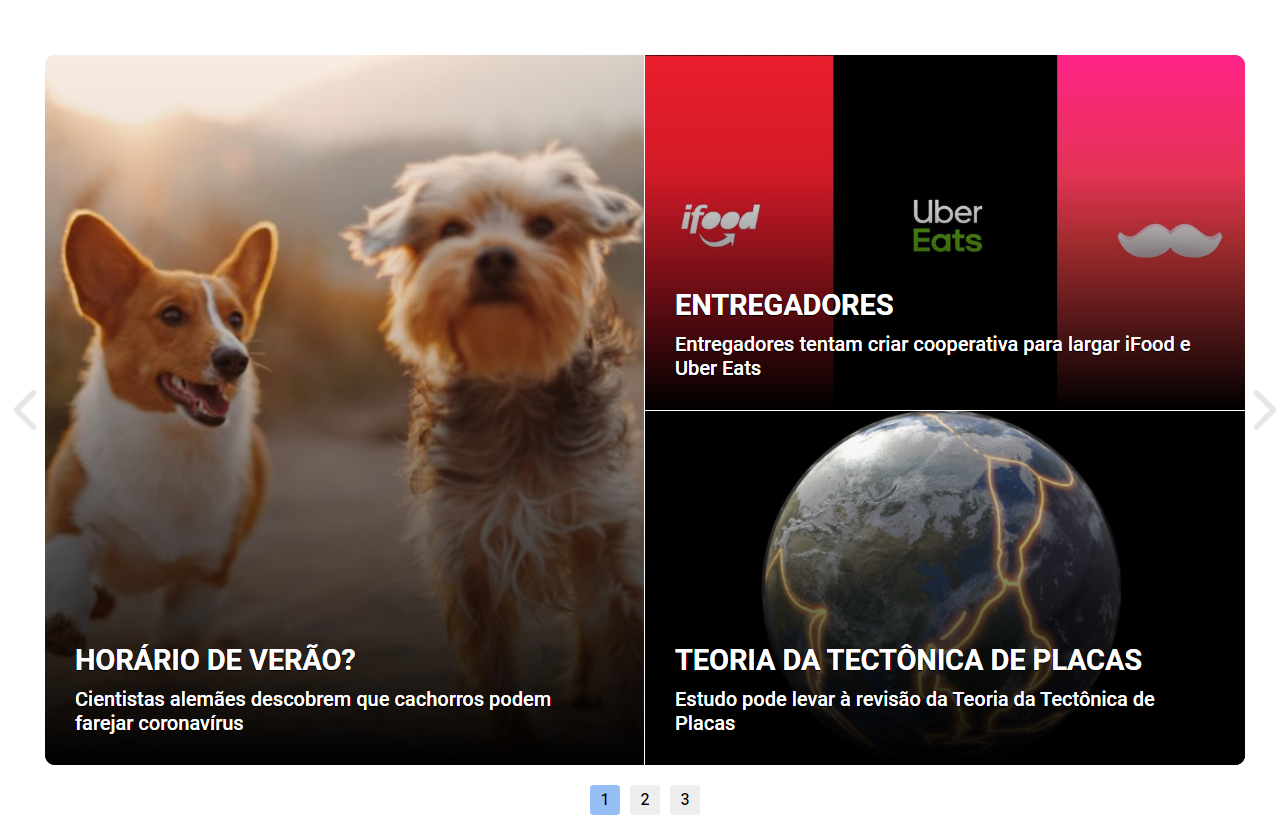 HORÁRIO DE VERÃO?
Cientistas alemães descobrem que cachorros podem
farejar coronavírus
ifood
Uber
Eats
ENTREGADORES
Entregadores tentam criar cooperativa para largar iFood e
Uber Eats
TEORIA DA TECTÔNICA DE PLACAS
Estudo pode levar à revisão da Teoria da Tectônica de
Placas
1 2 3